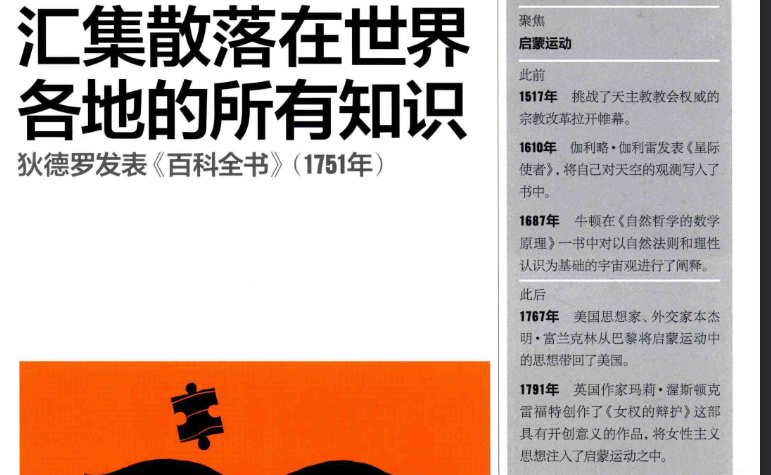 汇集散落在世界
各地的所有知识
狄德罗发表《百科全书》（1751年）
聚焦
启蒙运动
此前
1517年 挑战了天主教教会权威的
宗教改革拉开帷幕。
1610年 伽利略·伽利雷发表《星际
使者》，将自己对天空的观测写入了
书中。
1687年 牛顿在《自然哲学的数学
原理》一书中对以自然法则和理性
认识为基础的宇宙观进行了阐释。
此后
1767年 美国思想家、外交家本杰
明·富兰克林从巴黎将启蒙运动中
的思想带回了美国。
1791年 英国作家玛莉·渥斯顿克
雷福特创作了《女权的辩护》这部
具有开创意义的作品，将女性主义
思想注入了启蒙运动之中。